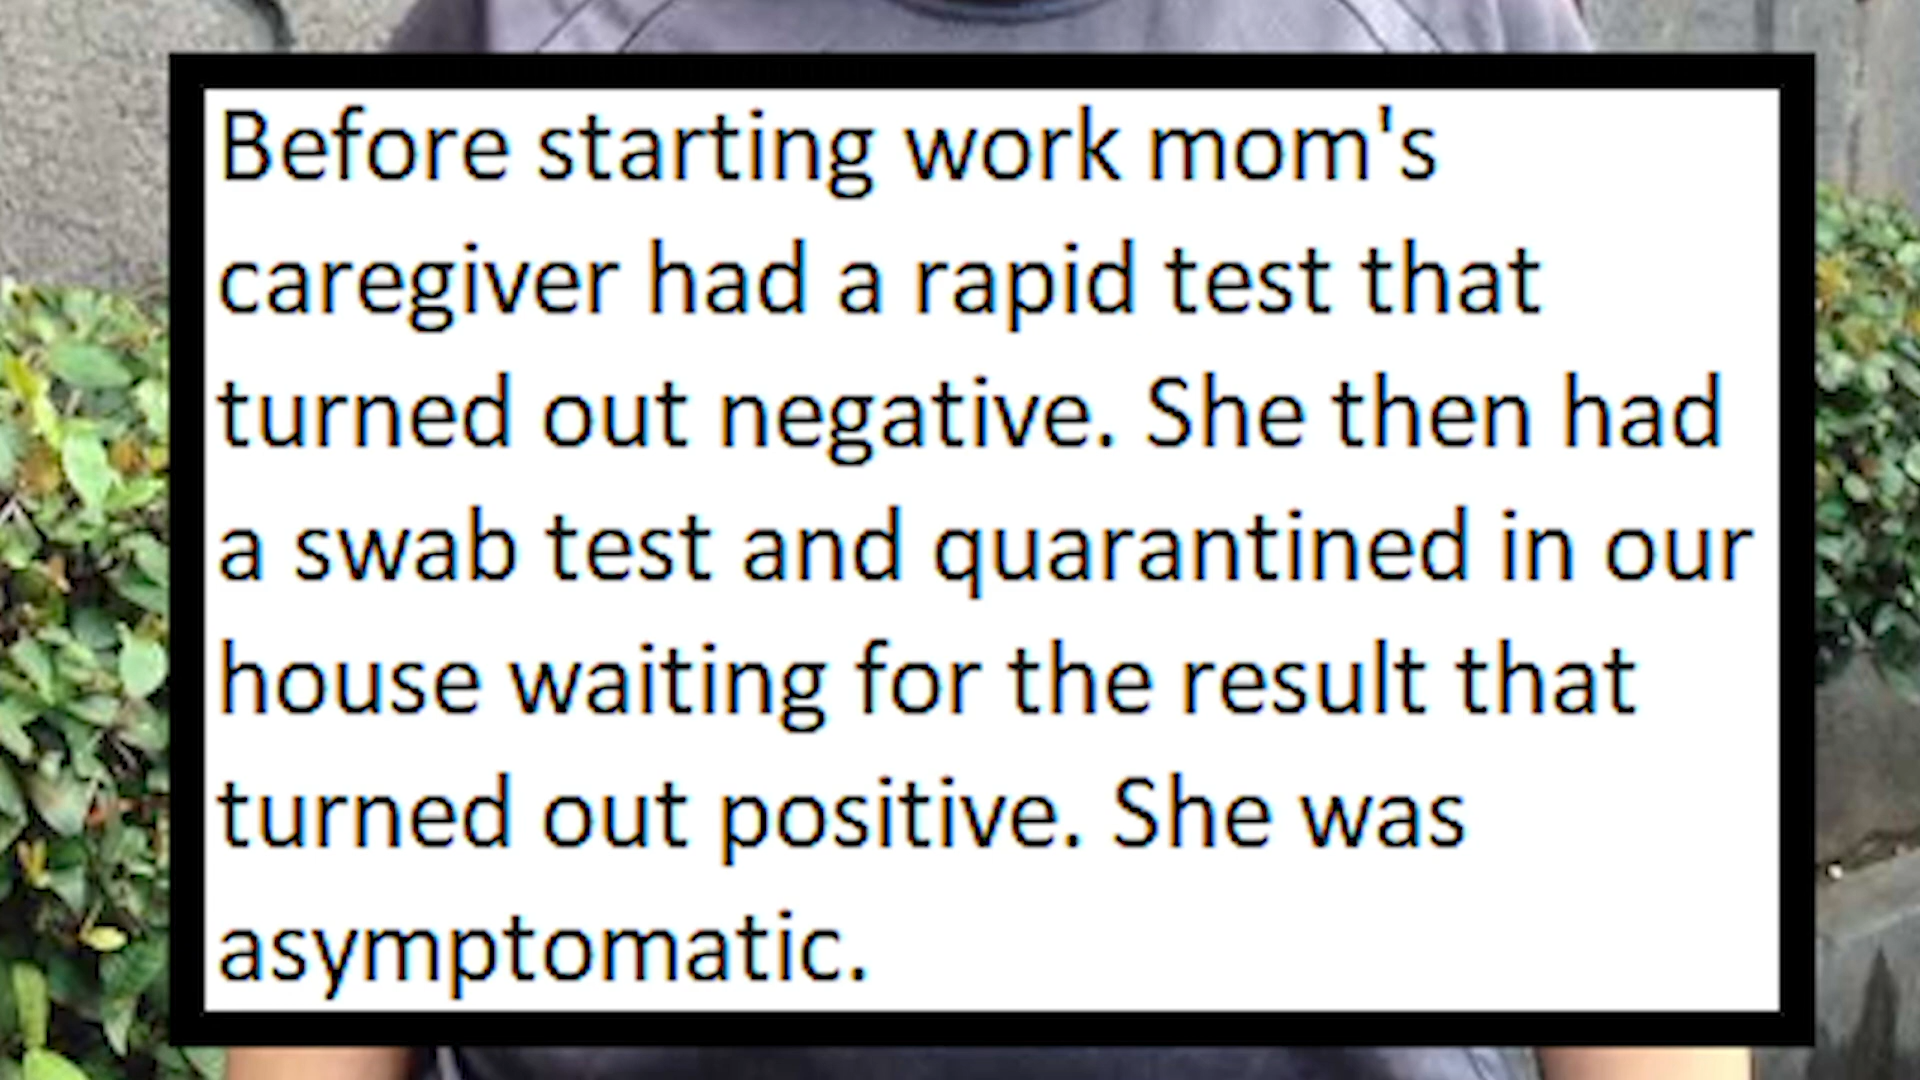 Before starting work mom's
caregiver had a rapid test that
turned out negative. She then had
a swab test and quarantined in our
house waiting for the result that
turned out positive. She was
asymptomatic.